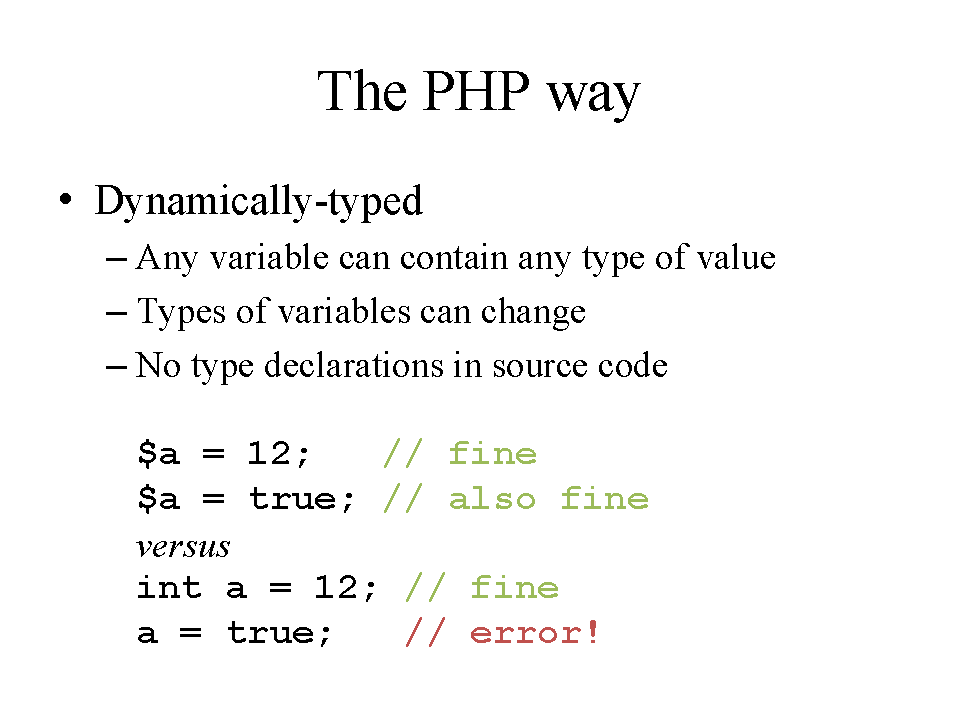 The PHP way
• Dynamically-typed
– Any variable can contain any type of value
– Types of variables can change
– No type declarations in source code
$a = 12;   // fine
$a = true; // also fine
versus
int a = 12; // fine
a = true;   // error!